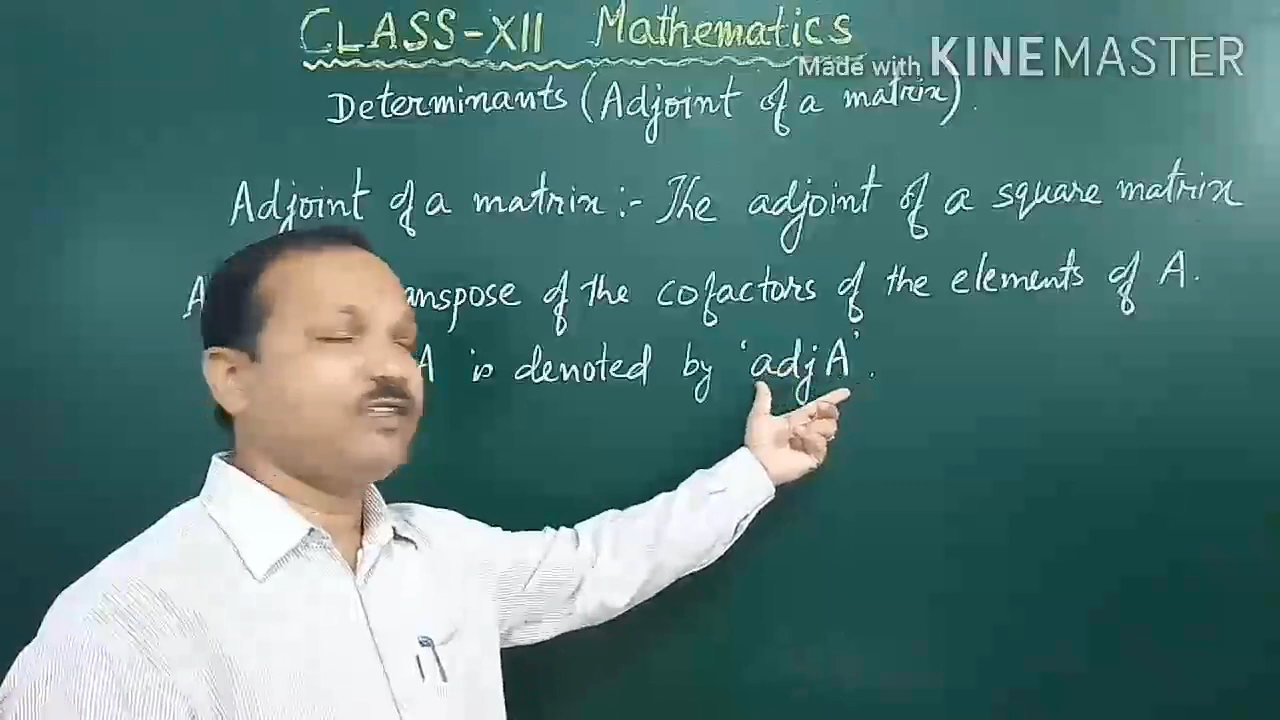 CLASS-XII Mathematics
Made with KINEMASTER
Determinants (Adjoint of a matrix).
Adjoint of a matrix :- The adjoint of a square matrix
A anspose of the cofactors of the elements of A.
A is denoted by 'adj A'.